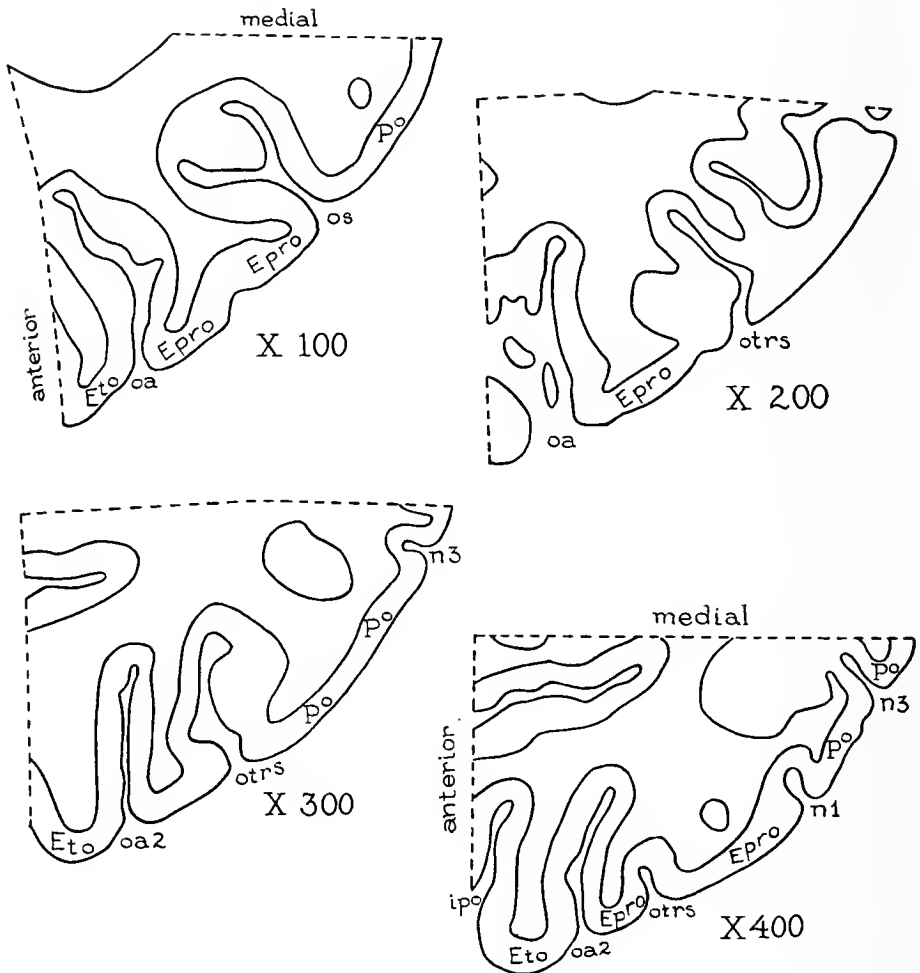 medial
Po
os
Epro
Epro
X 100
anterior
Eto oa
otrs
Epro
X 200
oa
n3
Po
Po
otrs
X 300
Eto oa2
medial
Po
n3
anterior.
Po
n1
Epro
ipo
Epro otrs
Eto oa2
X400